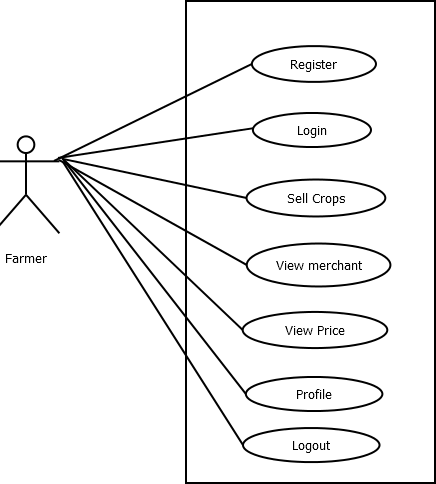 Register
Login
Sell Crops
View merchant
View Price
Profile
Logout
Farmer